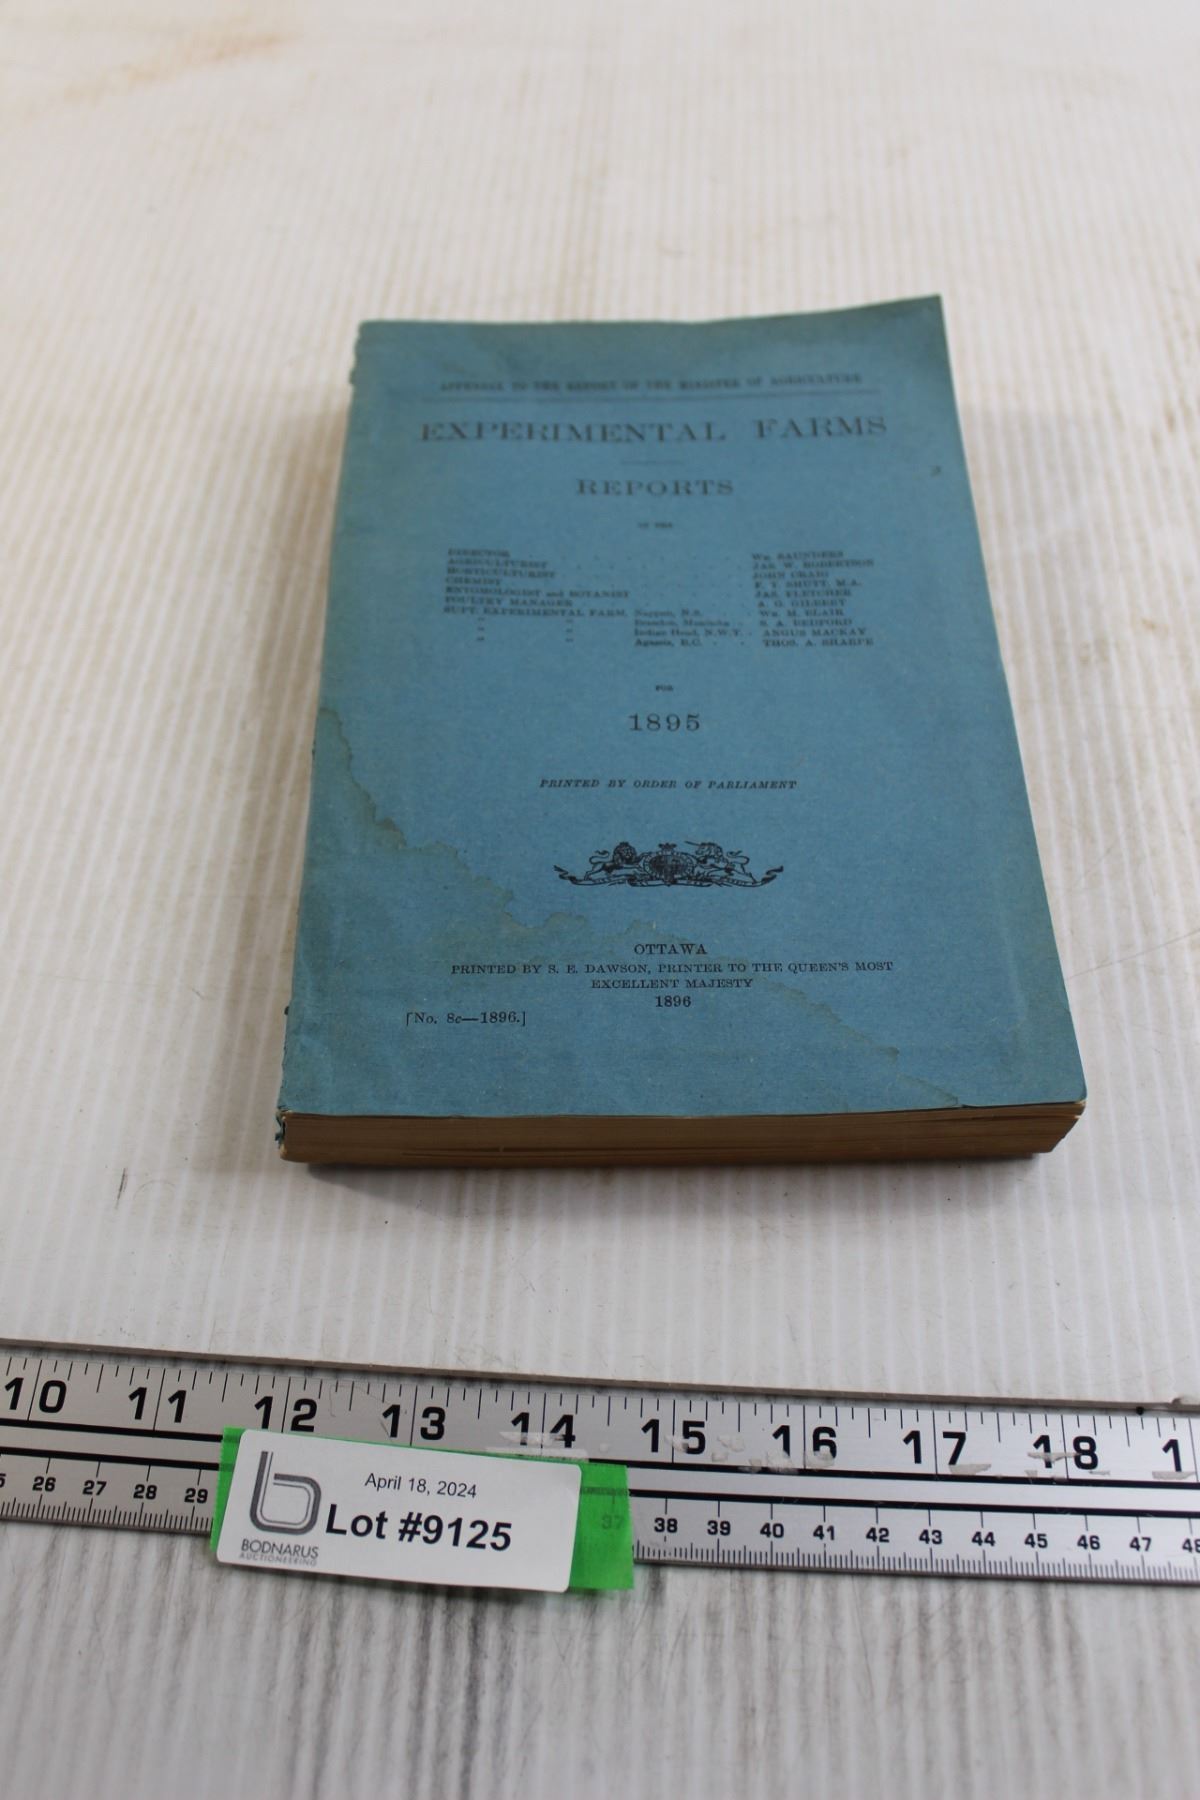 APPENDIX TO THE REPORT OF THE MINISTER OF AGRICULTURE
EXPERIMENTAL FARMS
REPORTS
OF THE
DIRECTOR Wm. SAUNDERS
AGRICULTURIST JAS. W. ROBERTSON
HORTICULTURIST JOHN CRAIG
CHEMIST F. T. SHUTT, M.A.
ENTOMOLOGIST and BOTANIST JAS. FLETCHER
POULTRY MANAGER A. G. GILBERT
SUPT. EXPERIMENTAL FARM, Nappan, N.S. Wm. M. BLAIR
" " Brandon, Manitoba S. A. BEDFORD
" " Indian Head, N.W.T. ANGUS MACKAY
" " Agassiz, B.C. THOS. A. SHARPE
FOR
1895
PRINTED BY ORDER OF PARLIAMENT
OTTAWA
PRINTED BY S. E. DAWSON, PRINTER TO THE QUEEN'S MOST
EXCELLENT MAJESTY
1896
[No. 8c—1896.]
10 11 12 13 14 15 16 17 18
26 27 28 29 37 38 39 40 41 42 43 44 45 46 47 48
April 18, 2024
Lot #9125
BODNARUS
AUCTIONEERING